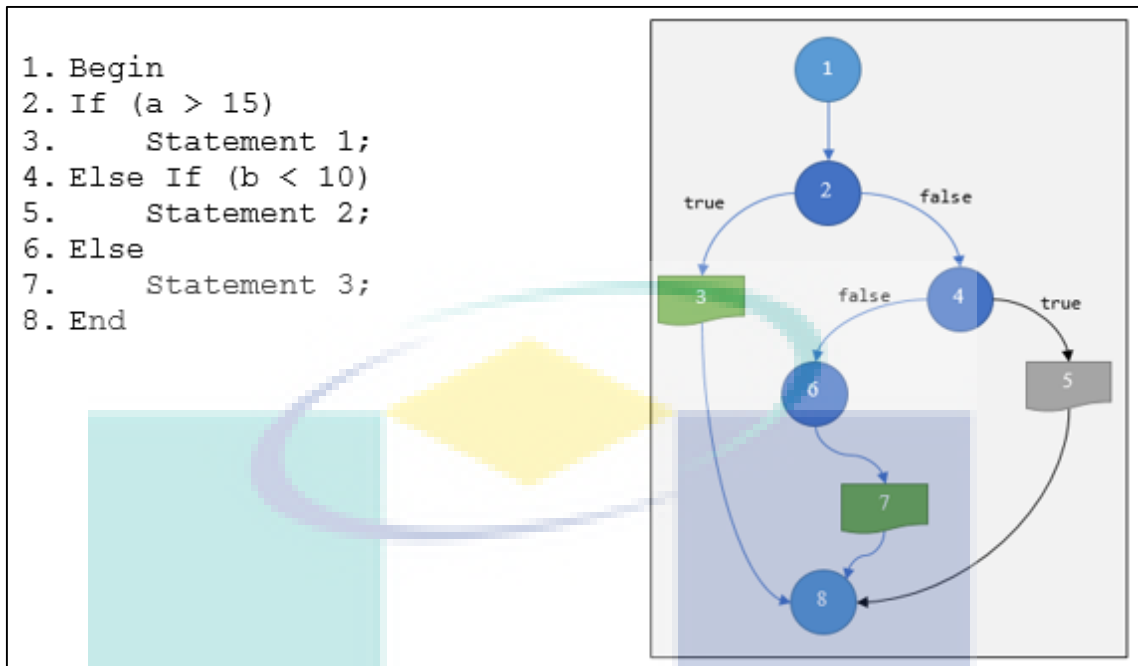 1. Begin
2. If (a > 15)
3. Statement 1;
4. Else If (b < 10)
5. Statement 2;
6. Else
7. Statement 3;
8. End
1
2
true
false
3
false
4
true
5
6
7
8